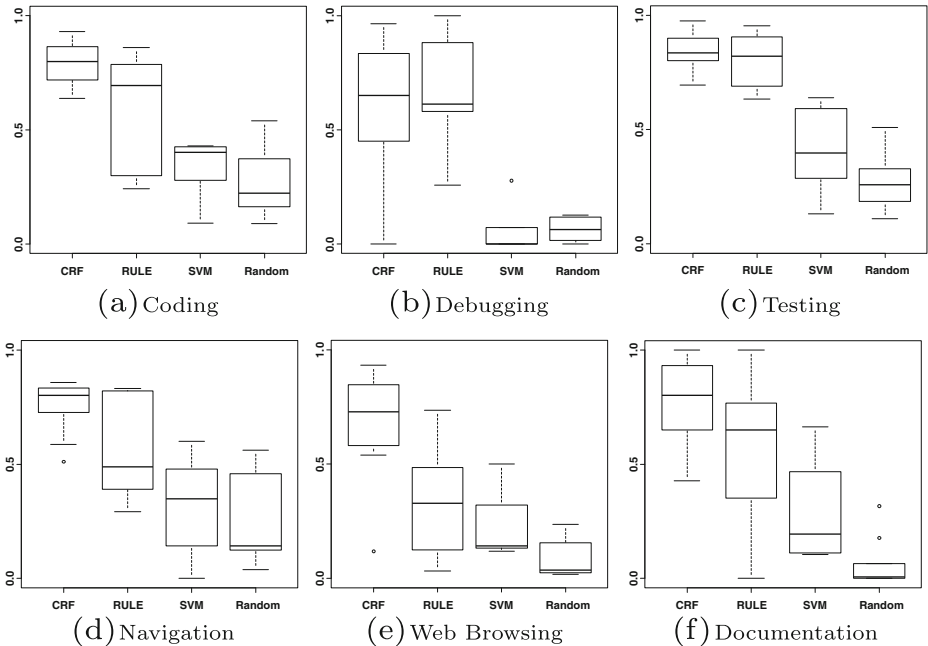 1.0
0.5
0.0
CRF RULE SVM Random
(a) Coding
1.0
0.5
0.0
CRF RULE SVM Random
(b) Debugging
1.0
0.5
0.0
CRF RULE SVM Random
(c) Testing
1.0
0.5
0.0
CRF RULE SVM Random
(d) Navigation
1.0
0.5
0.0
CRF RULE SVM Random
(e) Web Browsing
1.0
0.5
0.0
CRF RULE SVM Random
(f) Documentation